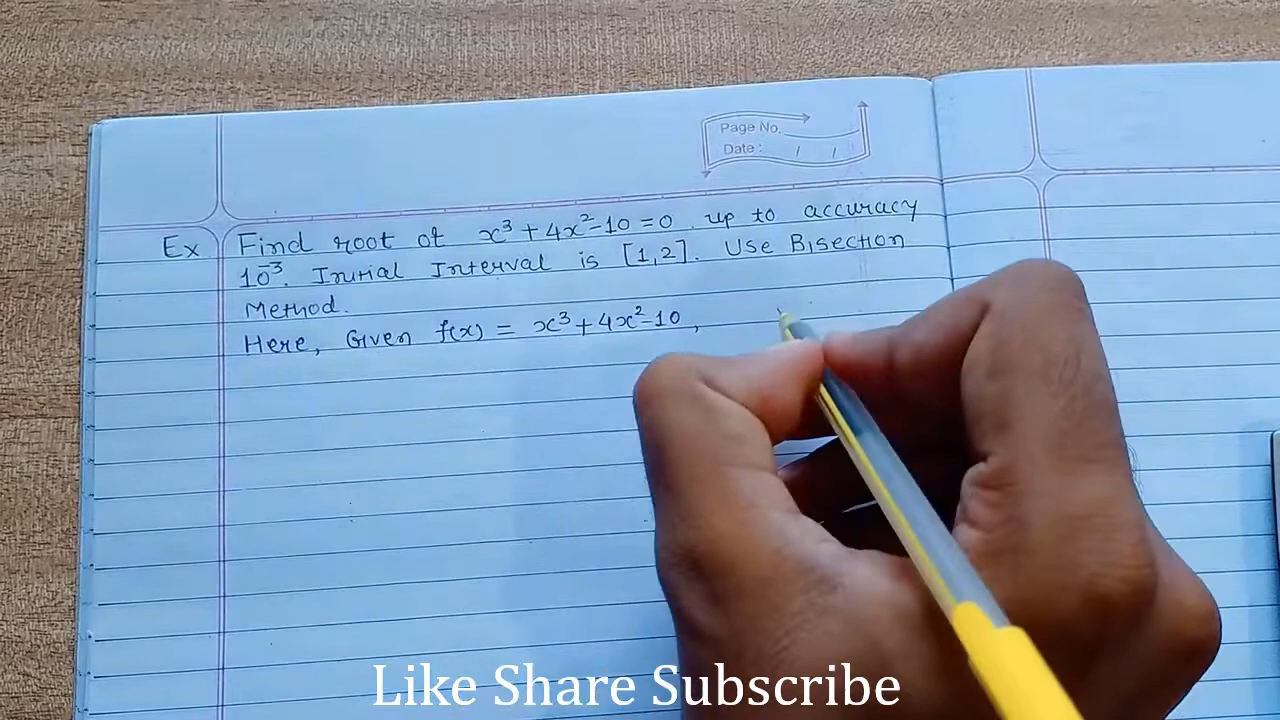 Page No.
Date : / /
Ex Find root of x³ + 4x² - 10 = 0 . up to accuracy
10⁻³. Initial Interval is [1,2]. Use Bisection
Method.
Here, Given f(x) = x³ + 4x² - 10 ,
Like Share Subscribe